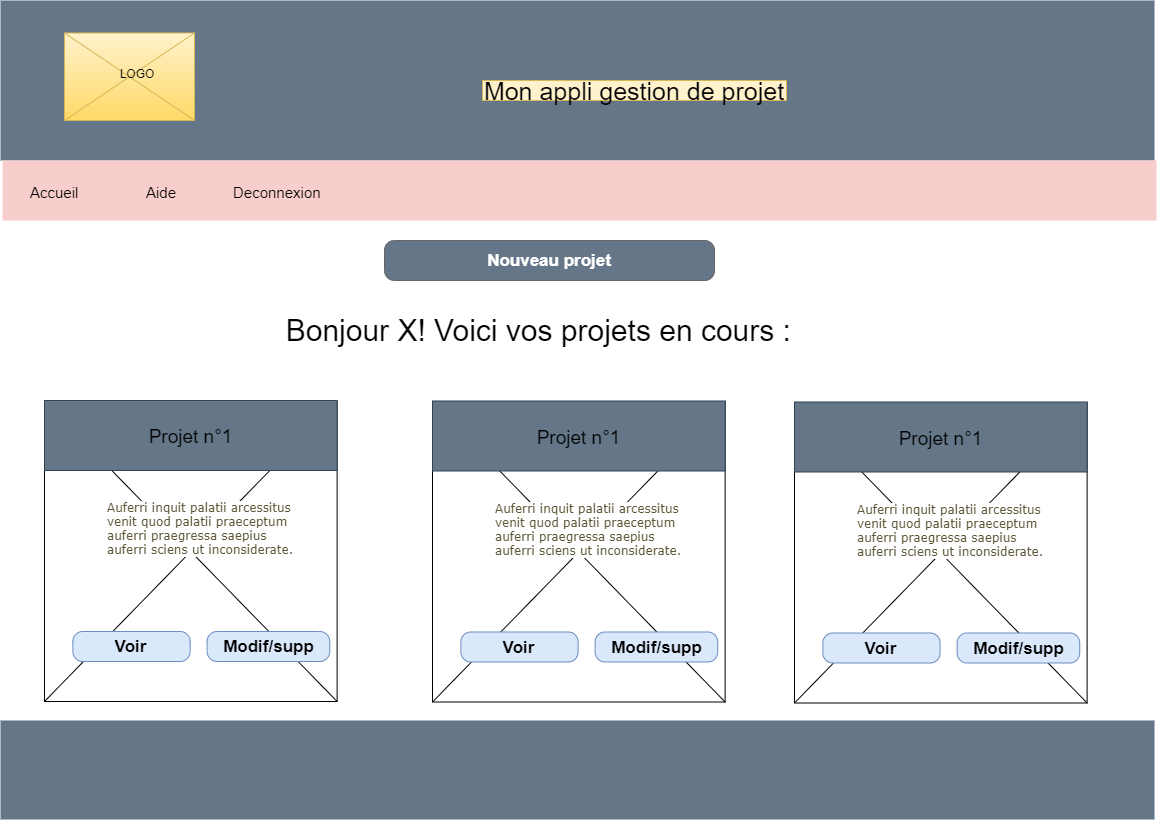 LOGO
Mon appli gestion de projet
Accueil
Aide
Deconnexion
Nouveau projet
Bonjour X! Voici vos projets en cours :
Projet n°1
Auferri inquit palatii arcessitus
venit quod palatii praeceptum
auferri praegressa saepius
auferri sciens ut inconsiderate.
Voir
Modif/supp
Projet n°1
Auferri inquit palatii arcessitus
venit quod palatii praeceptum
auferri praegressa saepius
auferri sciens ut inconsiderate.
Voir
Modif/supp
Projet n°1
Auferri inquit palatii arcessitus
venit quod palatii praeceptum
auferri praegressa saepius
auferri sciens ut inconsiderate.
Voir
Modif/supp